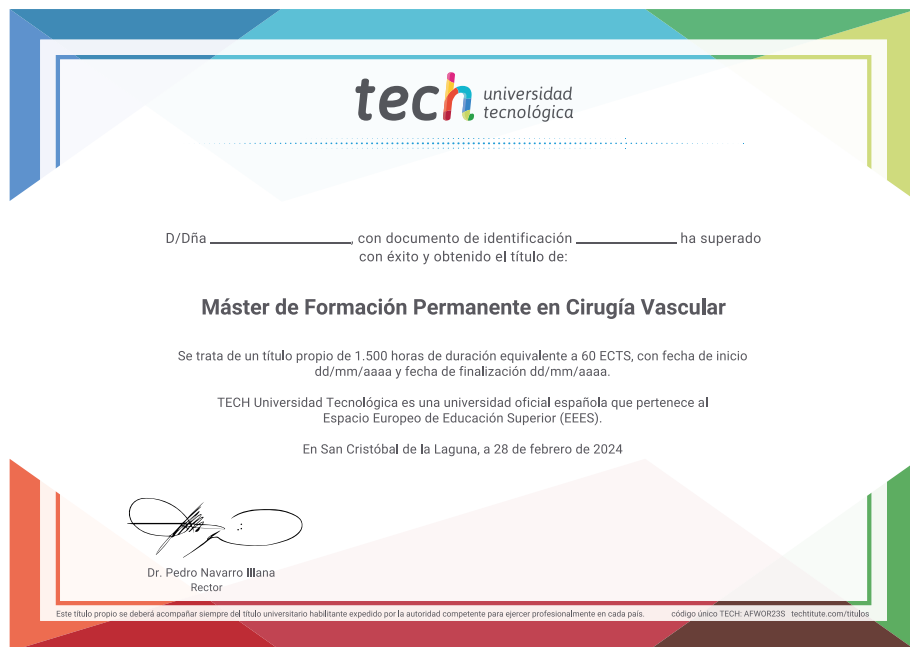 tech universidad
tecnológica
D/Dña ________________, con documento de identificación ____________ ha superado
con éxito y obtenido el título de:
Máster de Formación Permanente en Cirugía Vascular
Se trata de un título propio de 1.500 horas de duración equivalente a 60 ECTS, con fecha de inicio
dd/mm/aaaa y fecha de finalización dd/mm/aaaa.
TECH Universidad Tecnológica es una universidad oficial española que pertenece al
Espacio Europeo de Educación Superior (EEES).
En San Cristóbal de la Laguna, a 28 de febrero de 2024
Dr. Pedro Navarro Illana
Rector
Este título propio se deberá acompañar siempre del título universitario habilitante expedido por la autoridad competente para ejercer profesionalmente en cada país. código único TECH: AFWOR23S techtitute.com/titulos